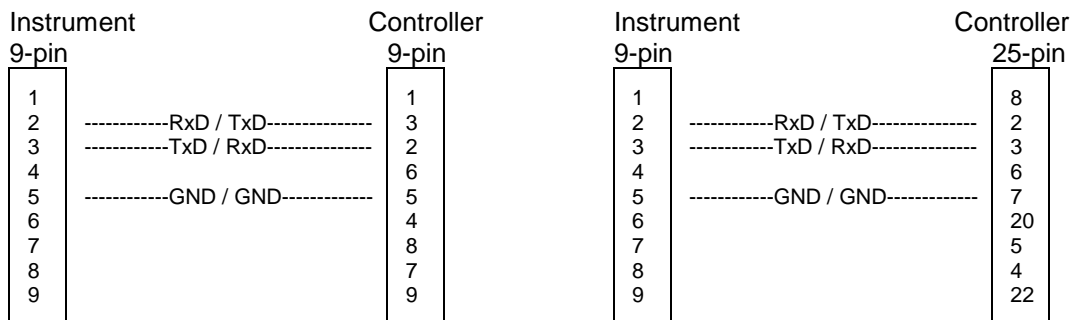 Instrument Controller Instrument Controller
9-pin 9-pin 9-pin 25-pin
1 1 1 8
2 -------------RxD / TxD---------------- 3 2 -------------RxD / TxD---------------- 2
3 -------------TxD / RxD---------------- 2 3 -------------TxD / RxD---------------- 3
4 6 4 6
5 -------------GND / GND-------------- 5 5 -------------GND / GND-------------- 7
6 4 6 20
7 8 7 5
8 7 8 4
9 9 9 22